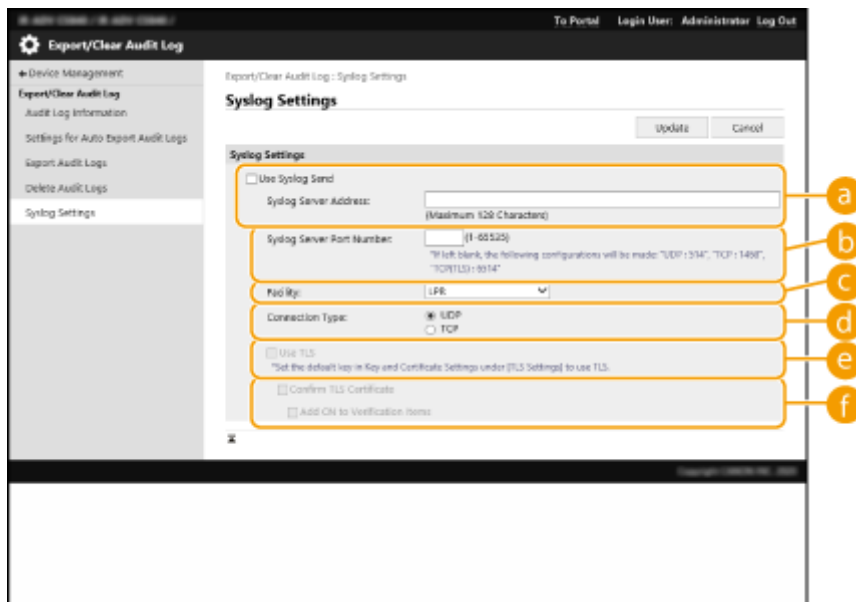 To Portal Login User: Administrator Log Out
Export/Clear Audit Log
Device Management
Export/Clear Audit Log
Audit Log Information
Settings for Auto Export Audit Logs
Export Audit Logs
Delete Audit Logs
Syslog Settings
Export/Clear Audit Log : Syslog Settings
Syslog Settings
Update Cancel
Syslog Settings
Use Syslog Send
a
Syslog Server Address:
(Maximum 128 Characters)
Syslog Server Port Number: (1-65535)
b
"If left blank, the following configurations will be made: "UDP : 514", "TCP : 1468",
"TCP(TLS) : 6514"
Facility: LPR
c
Connection Type: UDP
TCP
d
Use TLS
*Set the default key in Key and Certificate Settings under [TLS Settings] to use TLS.
e
Confirm TLS Certificate
Add CN to Verification Items
f